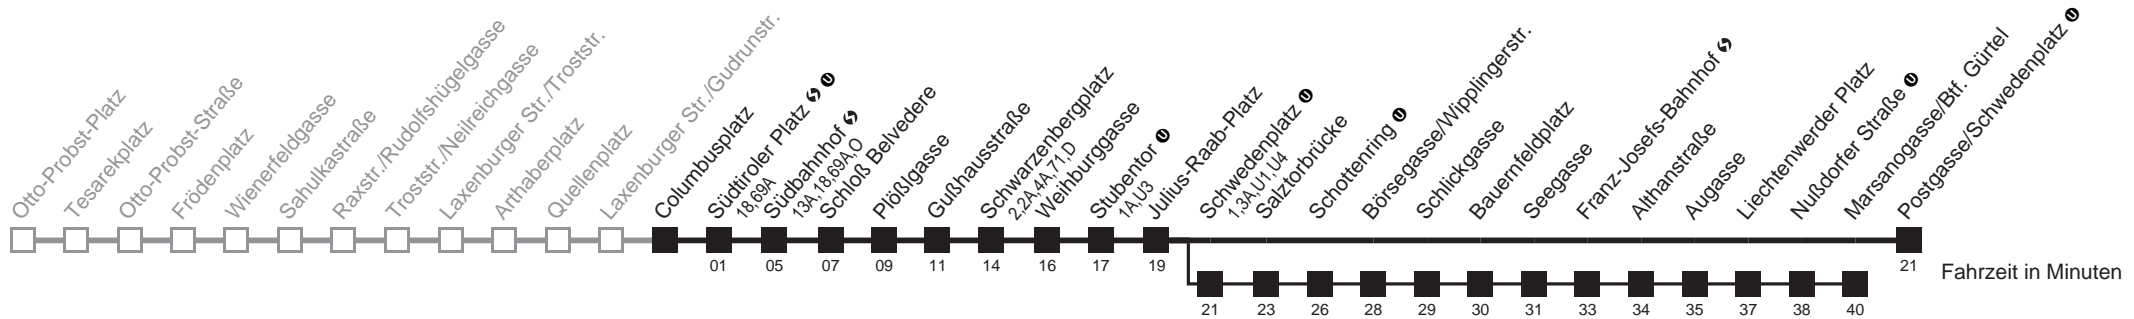 Otto-Probst-Platz
Tesarekplatz
Otto-Probst-Straße
Frödenplatz
Wienerfeldgasse
Sahulkastraße
Raxstr./Rudolfshügelgasse
Troststr./Neilreichgasse
Laxenburger Str./Troststr.
Arthaberplatz
Quellenplatz
Laxenburger Str./Gudrunstr.
Columbusplatz
Südtiroler Platz S U
18,69A
Südbahnhof S
13A,18,69A,O
Schloß Belvedere
Plößlgasse
Gußhausstraße
Schwarzenbergplatz
2,2A,4A,71,D
Weihburggasse
Stubentor U
1A,U3
Julius-Raab-Platz
Schwedenplatz U
1,3A,U1,U4
Salztorbrücke
Schottenring U
Börsegasse/Wipplingerstr.
Schlickgasse
Bauernfeldplatz
Seegasse
Franz-Josefs-Bahnhof S
Althanstraße
Augasse
Liechtenwerder Platz
Nußdorfer Straße U
Marsanogasse/Btf. Gürtel
Postgasse/Schwedenplatz U
01 05 07 09 11 14 16 17 19 21
Fahrzeit in Minuten
21 23 26 28 29 30 31 33 34 35 37 38 40